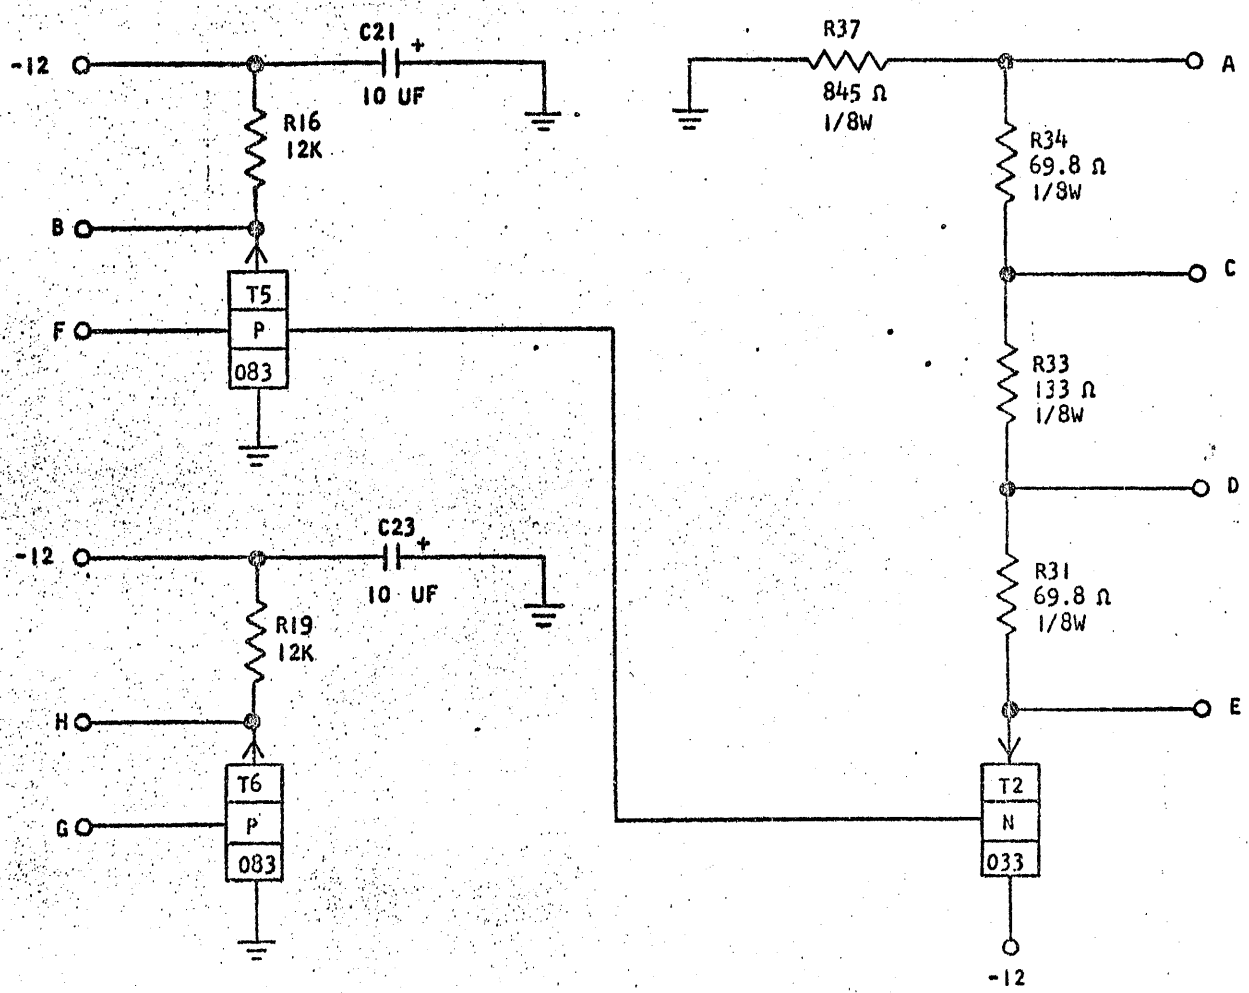 C21
+
-12
10 UF
R16
12K
B
T5
F
P
083
R37
845 Ω
1/8W
A
R34
69.8 Ω
1/8W
C
R33
133 Ω
1/8W
D
R31
69.8 Ω
1/8W
E
T2
N
033
-12
C23
+
-12
10 UF
R19
12K
H
T6
G
P
083